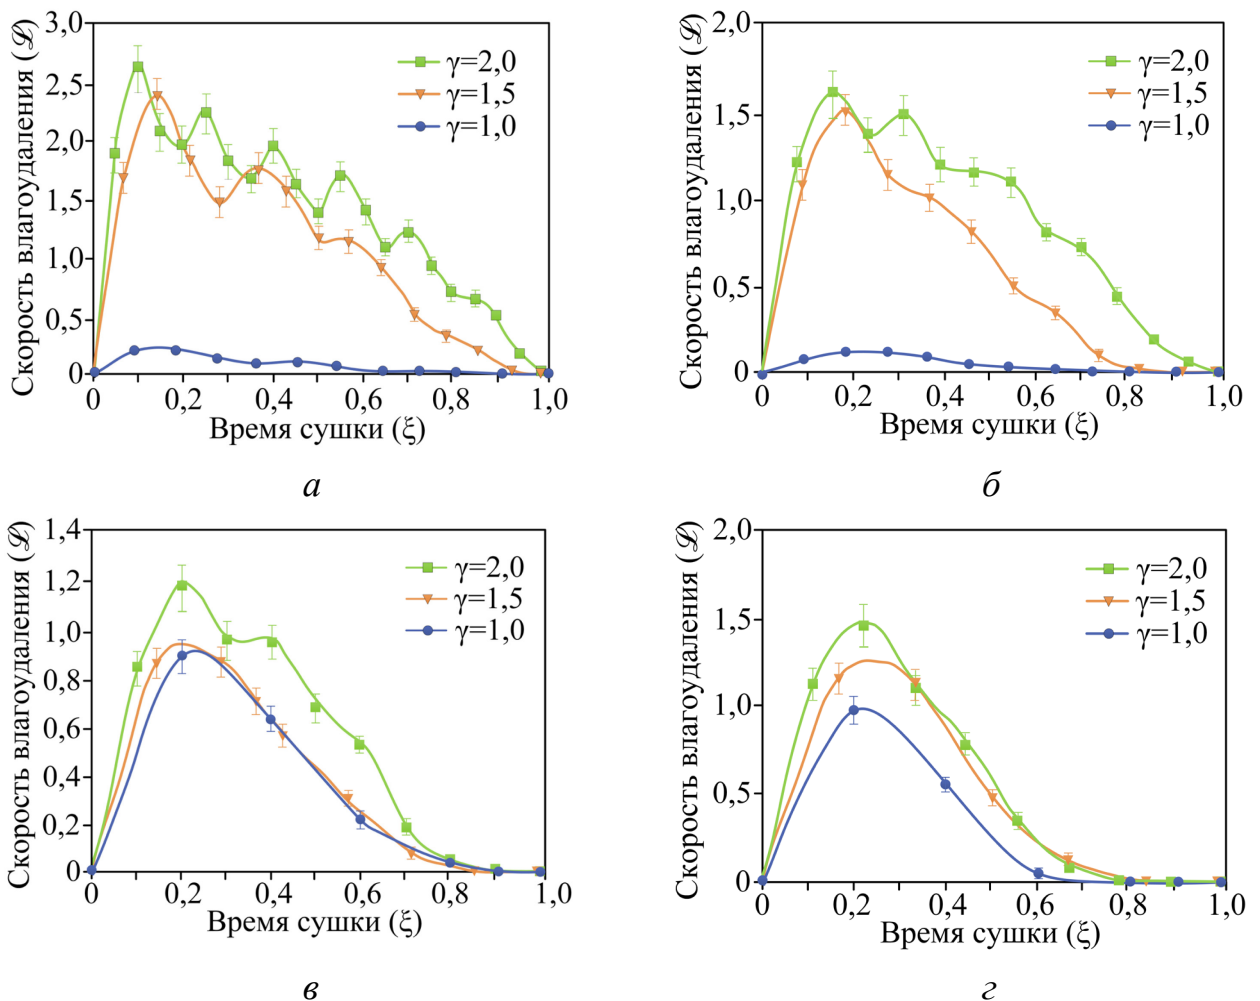 Скорость влагоудаления (ℒ)
3,0
2,5
2,0
1,5
1,0
0,5
0
γ=2,0
γ=1,5
γ=1,0
0 0,2 0,4 0,6 0,8 1,0
Время сушки (ξ)
а
Скорость влагоудаления (ℒ)
2,0
1,5
1,0
0,5
0
γ=2,0
γ=1,5
γ=1,0
0 0,2 0,4 0,6 0,8 1,0
Время сушки (ξ)
б
Скорость влагоудаления (ℒ)
1,4
1,2
1,0
0,8
0,6
0,4
0,2
0
γ=2,0
γ=1,5
γ=1,0
0 0,2 0,4 0,6 0,8 1,0
Время сушки (ξ)
в
Скорость влагоудаления (ℒ)
2,0
1,5
1,0
0,5
0
γ=2,0
γ=1,5
γ=1,0
0 0,2 0,4 0,6 0,8 1,0
Время сушки (ξ)
г